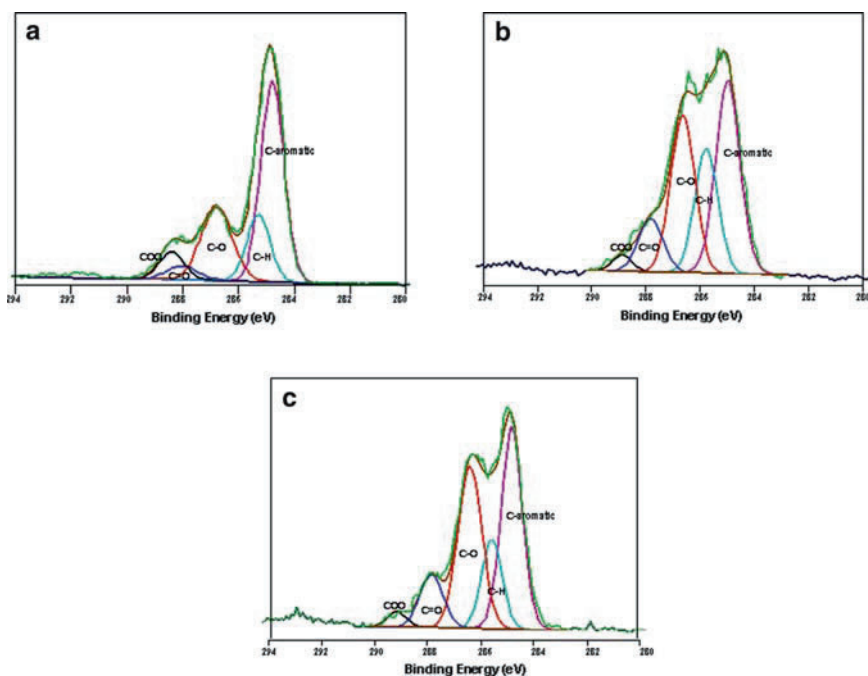 a
C-aromatic
C-O
COO
C-H
C=O
294 292 290 288 286 284 282 280
Binding Energy (eV)
b
C-aromatic
C-O
C-H
COO C=O
294 292 290 288 286 284 282 280
Binding Energy (eV)
c
C-aromatic
C-O
C-H
COO
C=O
294 292 290 288 286 284 282 280
Binding Energy (eV)